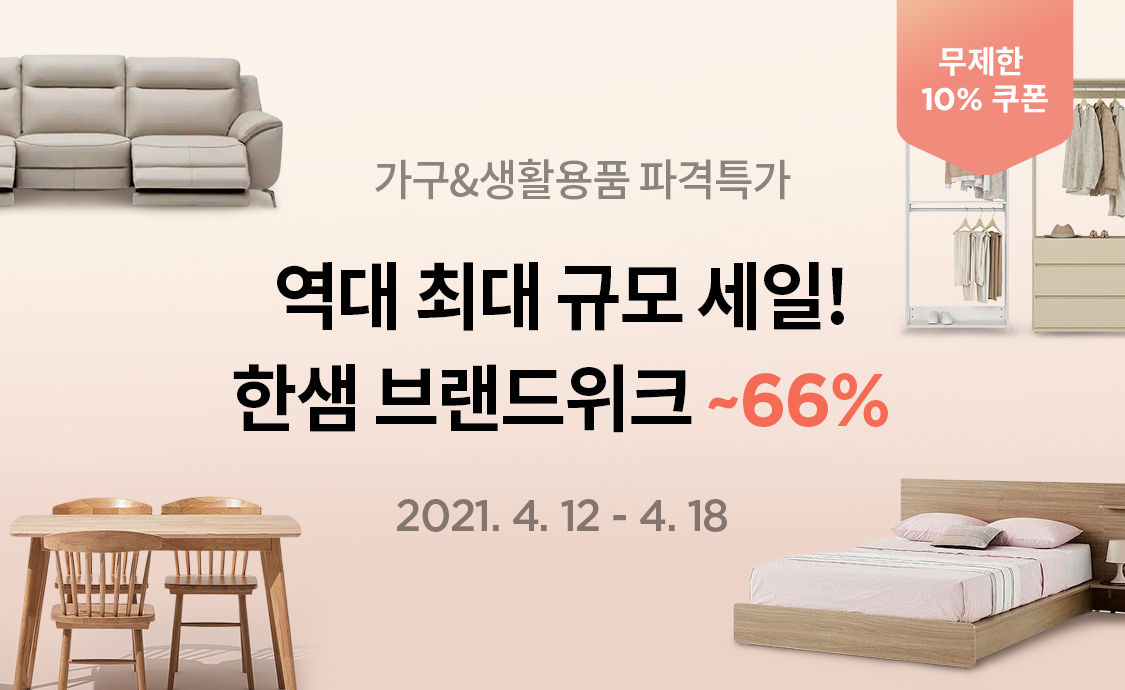 무제한
10% 쿠폰
가구&생활용품 파격특가
역대 최대 규모 세일!
한샘 브랜드위크 ~66%
2021. 4. 12 - 4. 18